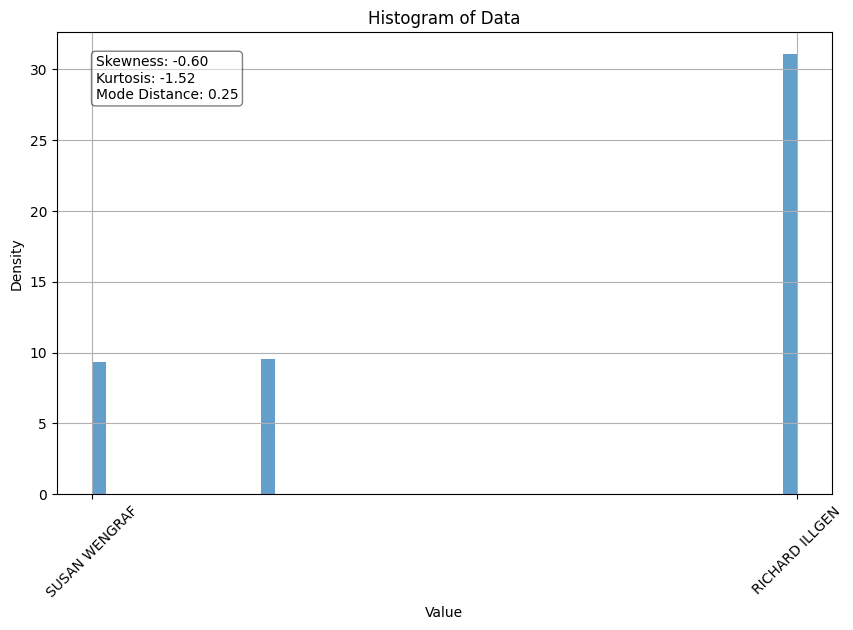 Histogram of Data
Skewness: -0.60
Kurtosis: -1.52
Mode Distance: 0.25
30
25
20
15
10
5
0
Density
SUSAN WENGRAF
RICHARD ILLGEN
Value